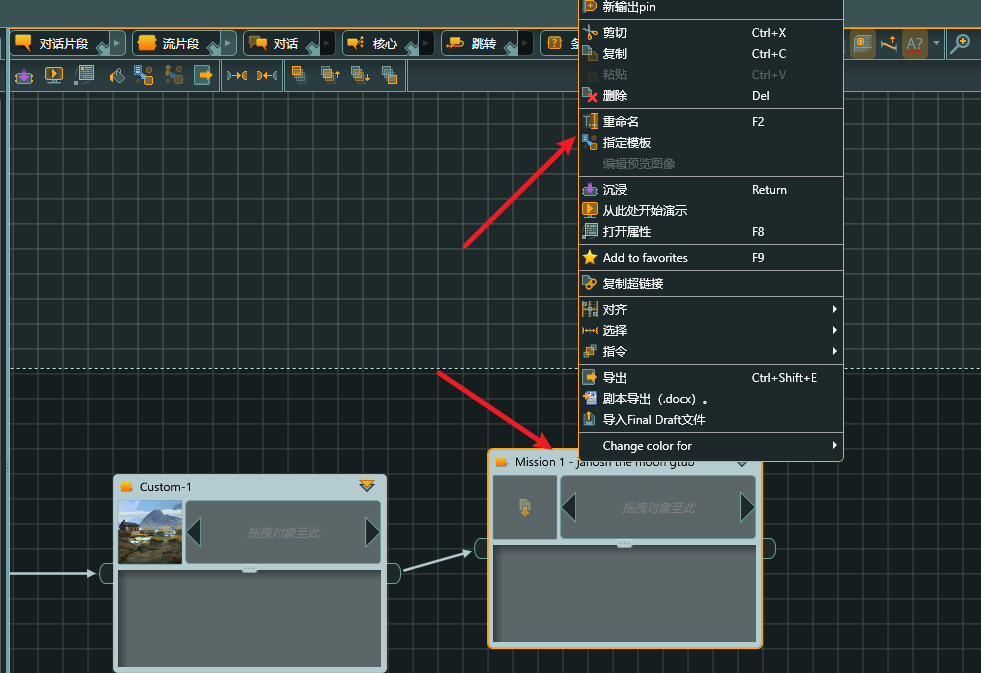 新输出pin
对话片段
流片段
对话
核心
跳转
A?
剪切 Ctrl+X
复制 Ctrl+C
粘贴 Ctrl+V
删除 Del
重命名 F2
指定模板
编辑预览图像
沉浸 Return
从此处开始演示
打开属性 F8
Add to favorites F9
复制超链接
对齐
选择
指令
导出 Ctrl+Shift+E
剧本导出（.docx）。
导入Final Draft文件
Change color for
Mission 1 - janosh the moon gtub
拖拽对象至此
Custom-1
拖拽对象至此